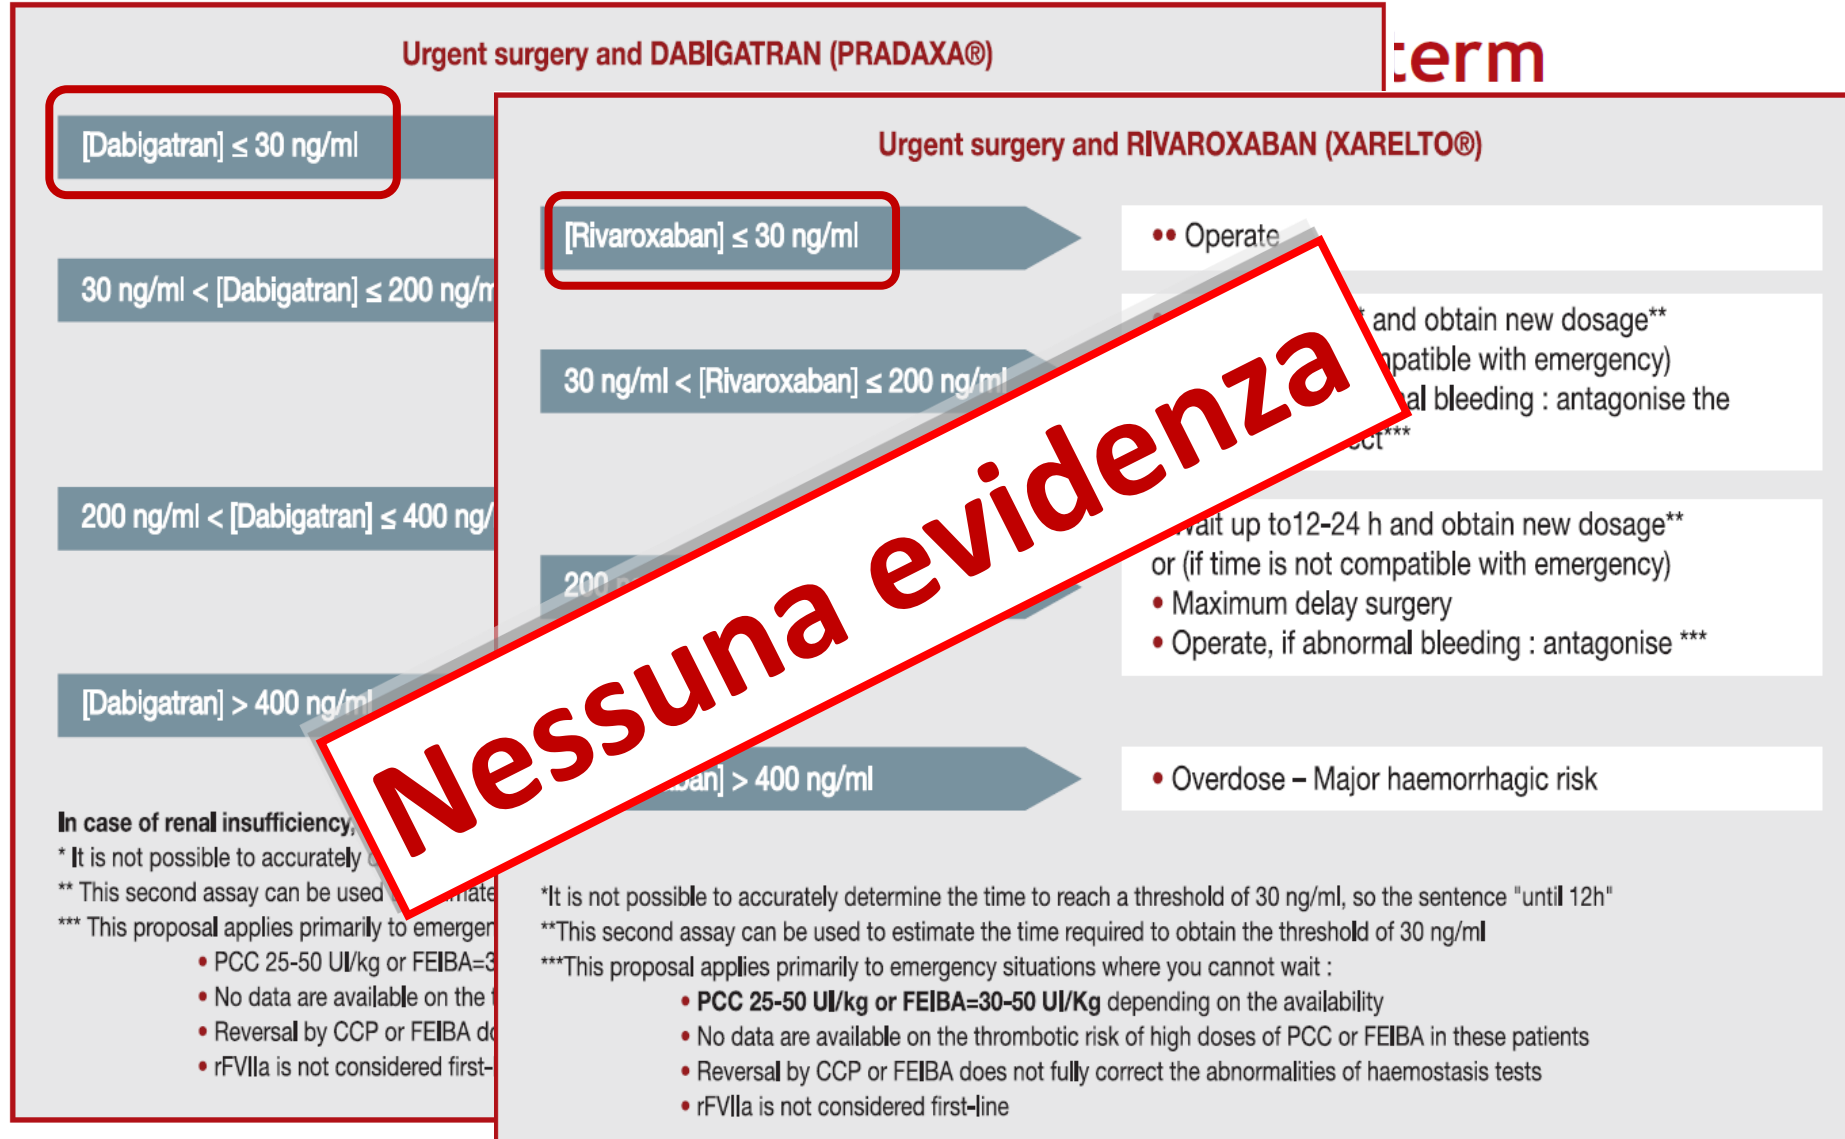 term
Urgent surgery and DABIGATRAN (PRADAXA®)
[Dabigatran] ≤ 30 ng/ml
30 ng/ml < [Dabigatran] ≤ 200 ng/m
200 ng/ml < [Dabigatran] ≤ 400 ng/
[Dabigatran] > 400 ng/ml
In case of renal insufficiency,
* It is not possible to accurately
** This second assay can be used
*** This proposal applies primarily to emergen
• PCC 25-50 UI/kg or FEIBA=3
• No data are available on the
• Reversal by CCP or FEIBA do
• rFVIIa is not considered first-
Urgent surgery and RIVAROXABAN (XARELTO®)
[Rivaroxaban] ≤ 30 ng/ml
•• Operate
30 ng/ml < [Rivaroxaban] ≤ 200 ng/ml
and obtain new dosage**
mpatible with emergency)
al bleeding : antagonise the
ect***
200
Wait up to12-24 h and obtain new dosage**
or (if time is not compatible with emergency)
• Maximum delay surgery
• Operate, if abnormal bleeding : antagonise ***
ban] > 400 ng/ml
• Overdose – Major haemorrhagic risk
*It is not possible to accurately determine the time to reach a threshold of 30 ng/ml, so the sentence "until 12h"
**This second assay can be used to estimate the time required to obtain the threshold of 30 ng/ml
***This proposal applies primarily to emergency situations where you cannot wait :
• PCC 25-50 UI/kg or FEIBA=30-50 UI/Kg depending on the availability
• No data are available on the thrombotic risk of high doses of PCC or FEIBA in these patients
• Reversal by CCP or FEIBA does not fully correct the abnormalities of haemostasis tests
• rFVIIa is not considered first-line
Nessuna evidenza